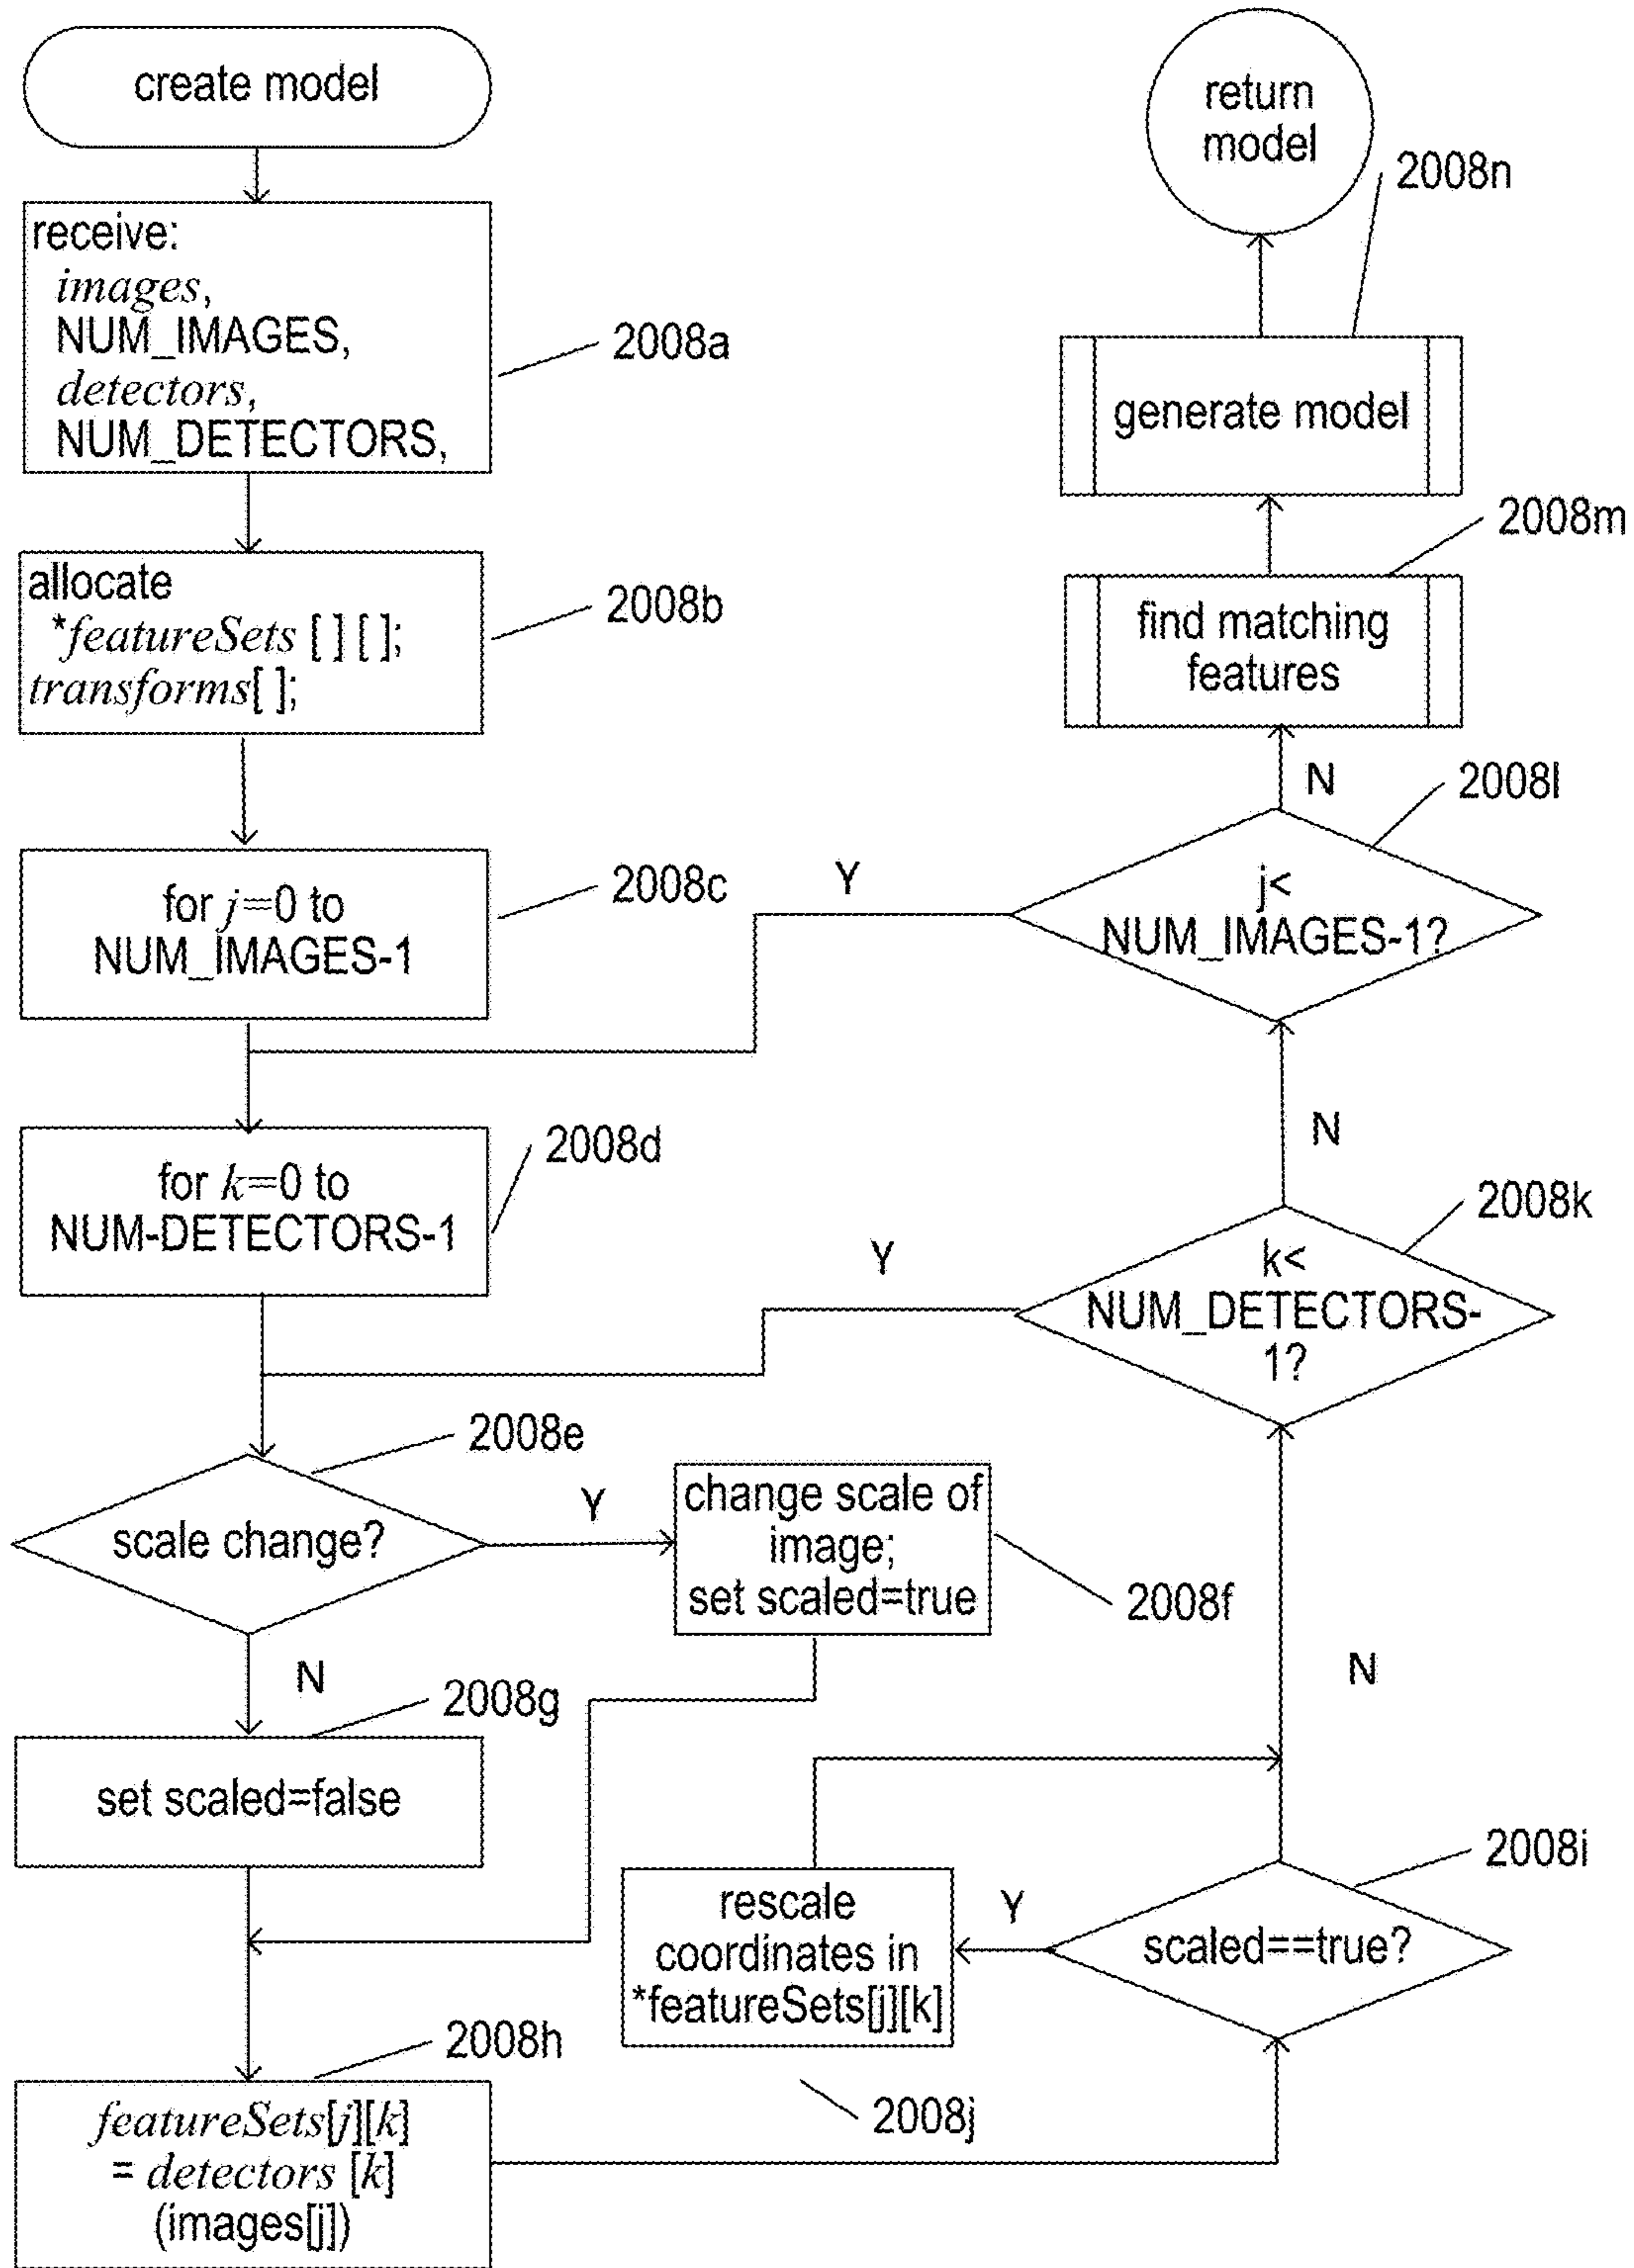 create model
receive:
images,
NUM_IMAGES,
detectors,
NUM_DETECTORS,
2008a
allocate
*featureSets [ ] [ ];
transforms[ ];
2008b
for j=0 to
NUM_IMAGES-1
2008c
for k=0 to
NUM-DETECTORS-1
2008d
scale change?
2008e
Y
N
change scale of
image;
set scaled=true
2008f
set scaled=false
2008g
featureSets[j][k]
= detectors [k]
(images[j])
2008h
scaled==true?
2008i
Y
N
rescale
coordinates in
*featureSets[j][k]
2008j
k<
NUM_DETECTORS-
1?
2008k
Y
N
j<
NUM_IMAGES-1?
2008l
Y
N
find matching
features
2008m
generate model
2008n
return
model